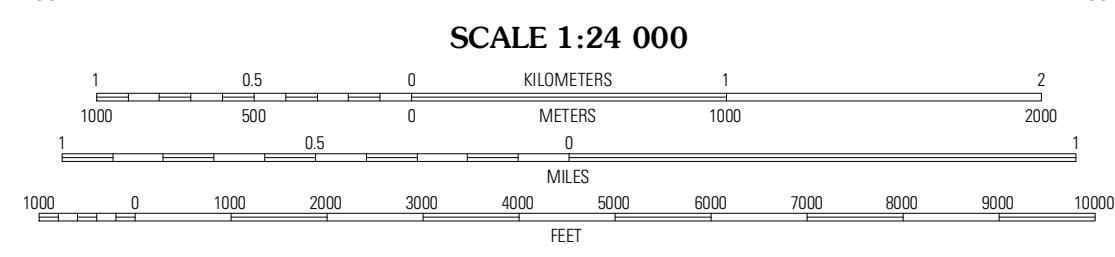 SCALE 1:24 000
1 0.5 0 KILOMETERS 1 2
1000 500 0 METERS 1000 2000
1 0.5 0 1
MILES
1000 0 1000 2000 3000 4000 5000 6000 7000 8000 9000 10000
FEET